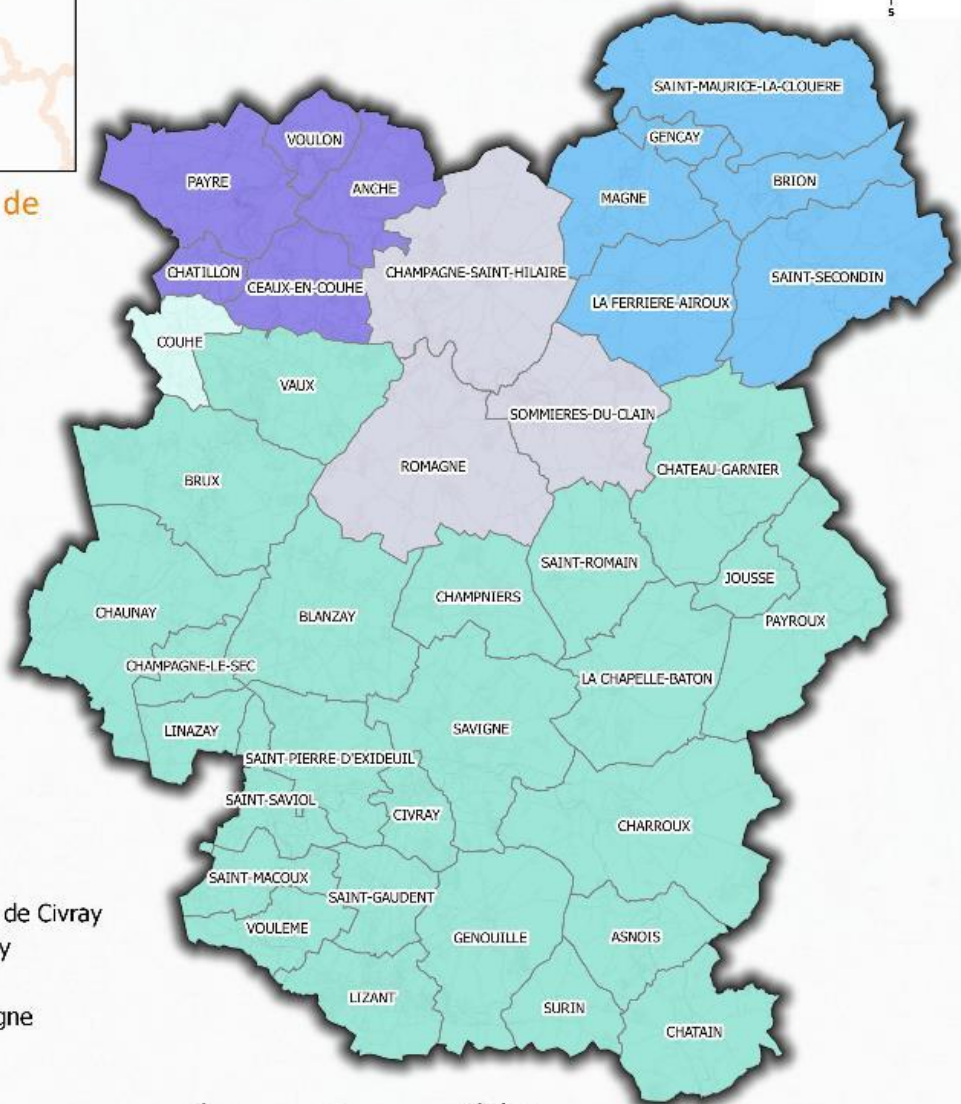 S
de
SAINT-MAURICE-LA-CLOUERE
GENCAY
VOULON
PAYRE
ANCHE
BRION
MAGNE
CHATILLON
CEAUX-EN-COUHE
CHAMPAGNE-SAINT-HILAIRE
SAINT-SECONDIN
LA FERRIERE-AIROUX
COUHE
VAUX
SOMMIERES-DU-CLAIN
ROMAGNE
CHATEAU-GARNIER
BRUX
SAINT-ROMAIN
JOUSSE
CHAMPNIERS
CHAUNAY
BLANZAY
PAYROUX
CHAMPAGNE-LE-SEC
LA CHAPELLE-BATON
LINAZAY
SAVIGNE
SAINT-PIERRE-D'EXIDEUIL
SAINT-SAVIOL
CIVRAY
CHARROUX
SAINT-MACOUX
SAINT-GAUDENT
de Civray
VOULEME
GENOUILLE
ASNOIS
y
LIZANT
SURIN
gne
CHATAIN